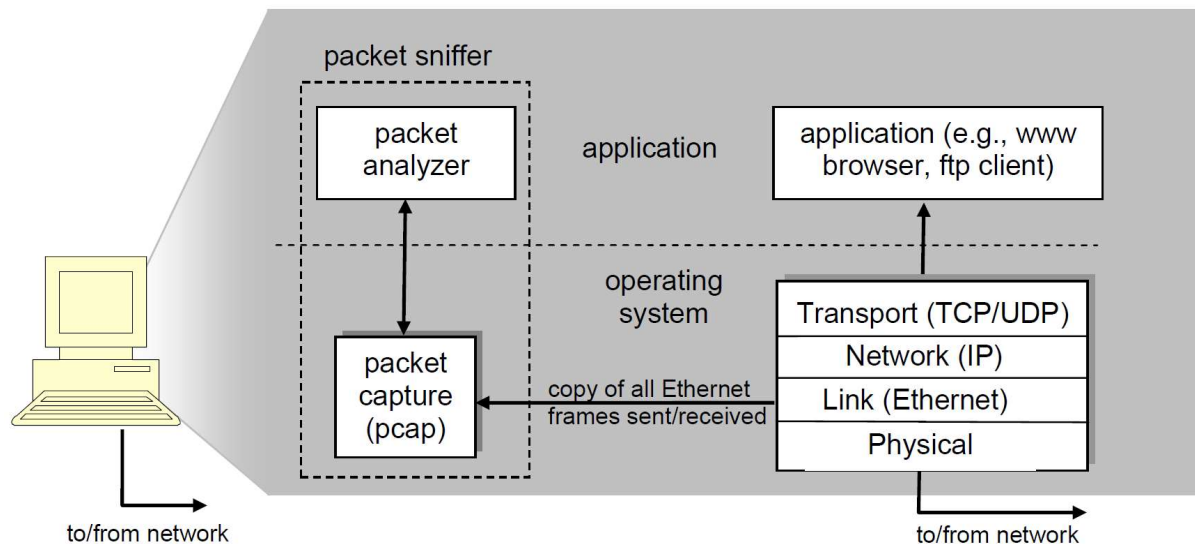 packet sniffer
packet
analyzer
application
application (e.g., www
browser, ftp client)
operating
system
packet
capture
(pcap)
copy of all Ethernet
frames sent/received
Transport (TCP/UDP)
Network (IP)
Link (Ethernet)
Physical
to/from network
to/from network